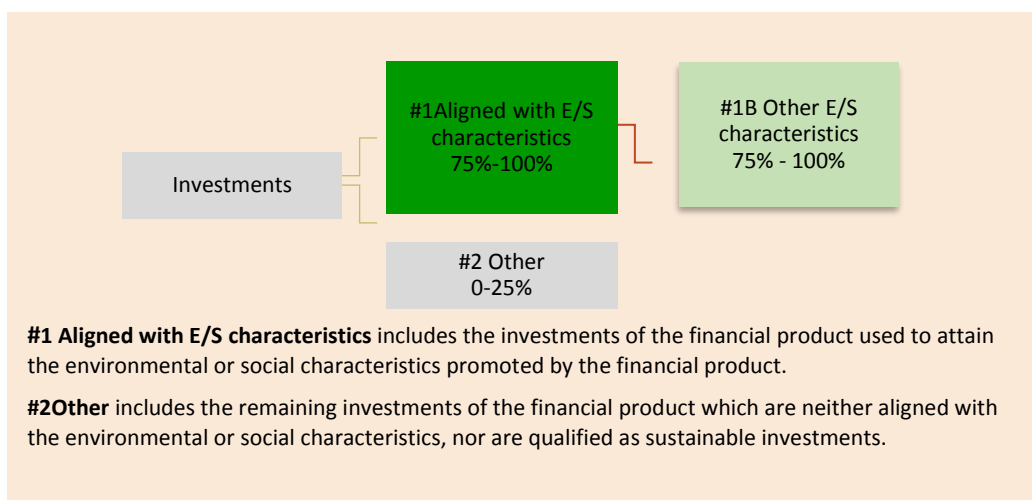 #1Aligned with E/S
characteristics
75%-100%
#1B Other E/S
characteristics
75% - 100%
Investments
#2 Other
0-25%
#1 Aligned with E/S characteristics includes the investments of the financial product used to attain
the environmental or social characteristics promoted by the financial product.
#2Other includes the remaining investments of the financial product which are neither aligned with
the environmental or social characteristics, nor are qualified as sustainable investments.